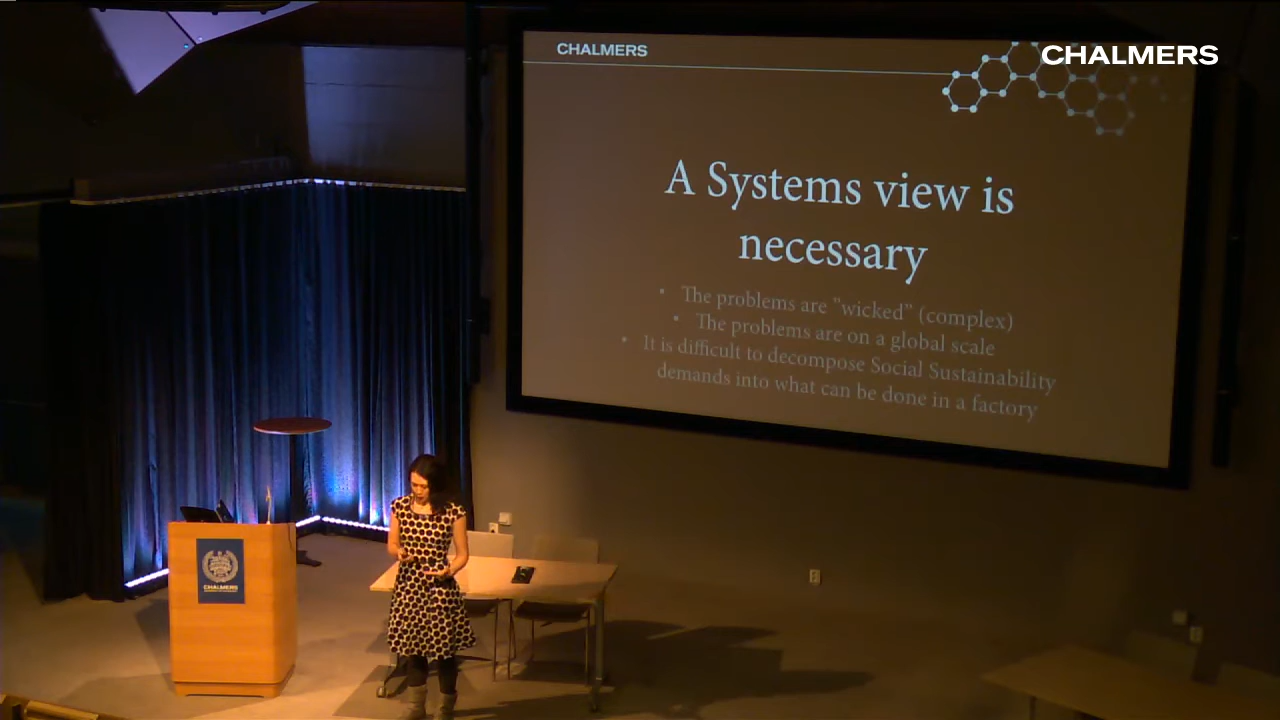 CHALMERS
CHALMERS
A Systems view is
necessary
• The problems are "wicked" (complex)
• The problems are on a global scale
• It is difficult to decompose Social Sustainability
demands into what can be done in a factory
CHALMERS